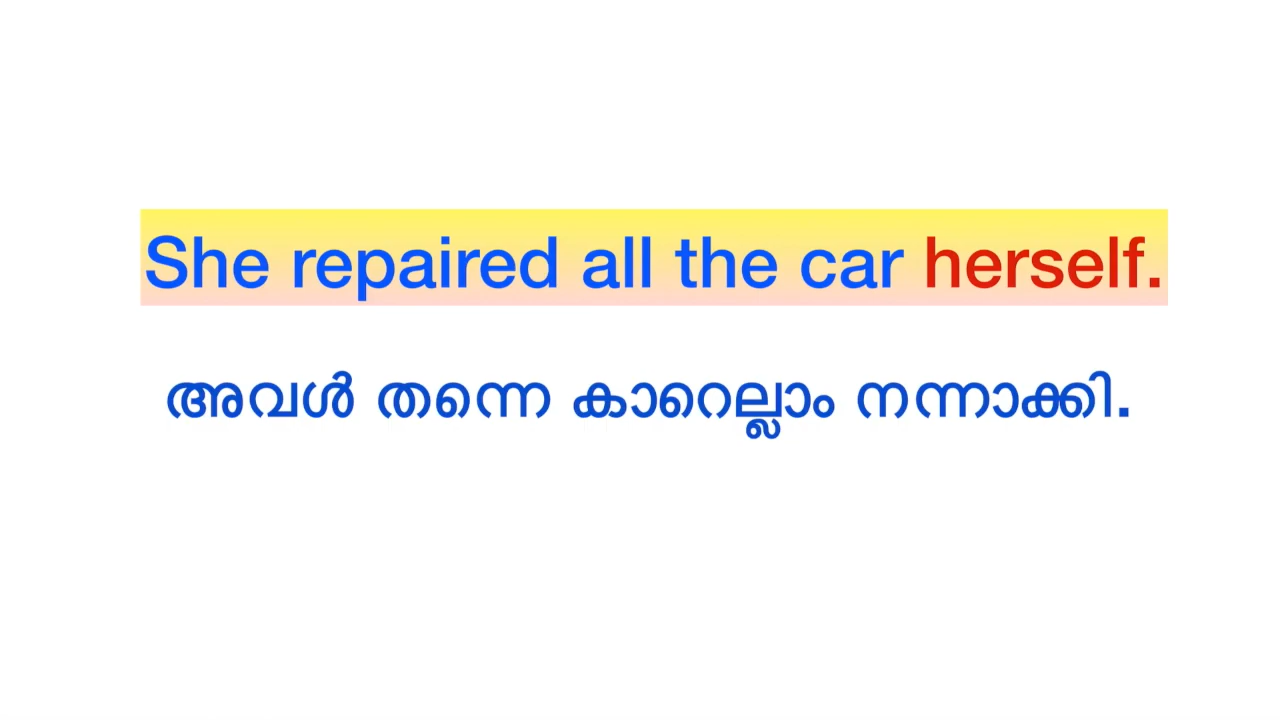 She repaired all the car herself.
അവൾ തന്നെ കാറെല്ലാം നന്നാക്കി.